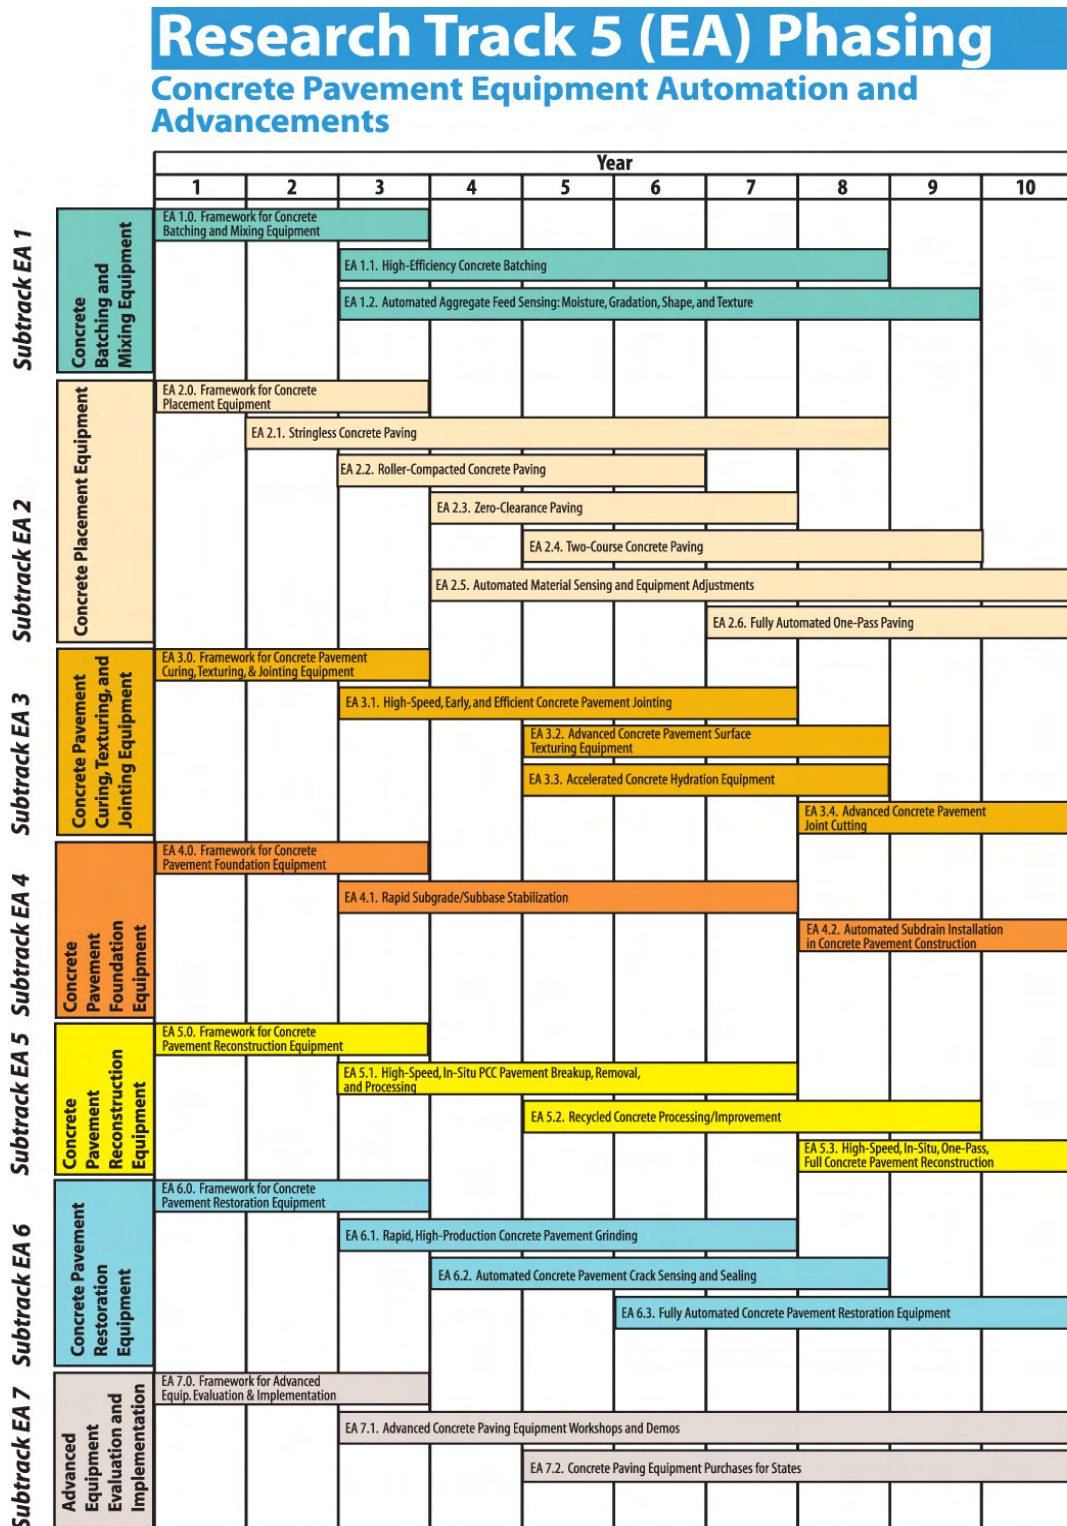 Research Track 5 (EA) Phasing
Concrete Pavement Equipment Automation and
Advancements
Year
1 2 3 4 5 6 7 8 9 10
Subtrack EA 1
Concrete
Batching and
Mixing Equipment
EA 1.0. Framework for Concrete
Batching and Mixing Equipment
EA 1.1. High-Efficiency Concrete Batching
EA 1.2. Automated Aggregate Feed Sensing: Moisture, Gradation, Shape, and Texture
Subtrack EA 2
Concrete Placement Equipment
EA 2.0. Framework for Concrete
Placement Equipment
EA 2.1. Stringless Concrete Paving
EA 2.2. Roller-Compacted Concrete Paving
EA 2.3. Zero-Clearance Paving
EA 2.4. Two-Course Concrete Paving
EA 2.5. Automated Material Sensing and Equipment Adjustments
EA 2.6. Fully Automated One-Pass Paving
Subtrack EA 3
Concrete Pavement
Curing, Texturing, and
Jointing Equipment
EA 3.0. Framework for Concrete Pavement
Curing, Texturing, & Jointing Equipment
EA 3.1. High-Speed, Early, and Efficient Concrete Pavement Jointing
EA 3.2. Advanced Concrete Pavement Surface
Texturing Equipment
EA 3.3. Accelerated Concrete Hydration Equipment
EA 3.4. Advanced Concrete Pavement
Joint Cutting
Subtrack EA 4
Concrete
Pavement
Foundation
Equipment
EA 4.0. Framework for Concrete
Pavement Foundation Equipment
EA 4.1. Rapid Subgrade/Subbase Stabilization
EA 4.2. Automated Subdrain Installation
in Concrete Pavement Construction
Subtrack EA 5
Concrete
Pavement
Reconstruction
Equipment
EA 5.0. Framework for Concrete
Pavement Reconstruction Equipment
EA 5.1. High-Speed, In-Situ PCC Pavement Breakup, Removal,
and Processing
EA 5.2. Recycled Concrete Processing/Improvement
EA 5.3. High-Speed, In-Situ, One-Pass,
Full Concrete Pavement Reconstruction
Subtrack EA 6
Concrete Pavement
Restoration
Equipment
EA 6.0. Framework for Concrete
Pavement Restoration Equipment
EA 6.1. Rapid, High-Production Concrete Pavement Grinding
EA 6.2. Automated Concrete Pavement Crack Sensing and Sealing
EA 6.3. Fully Automated Concrete Pavement Restoration Equipment
Subtrack EA 7
Advanced
Equipment
Evaluation and
Implementation
EA 7.0. Framework for Advanced
Equip. Evaluation & Implementation
EA 7.1. Advanced Concrete Paving Equipment Workshops and Demos
EA 7.2. Concrete Paving Equipment Purchases for States